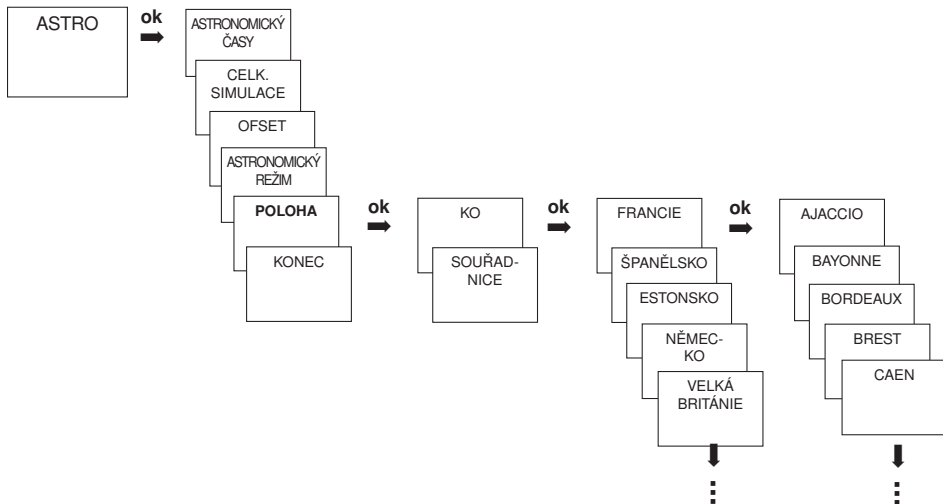 ASTRO
ok
ASTRONOMICKÝ
ČASY
CELK.
SIMULACE
OFSET
ASTRONOMICKÝ
REŽIM
POLOHA
KONEC
ok
KO
SOUŘAD-
NICE
ok
FRANCIE
ŠPANĚLSKO
ESTONSKO
NĚMEC-
KO
VELKÁ
BRITÁNIE
ok
AJACCIO
BAYONNE
BORDEAUX
BREST
CAEN